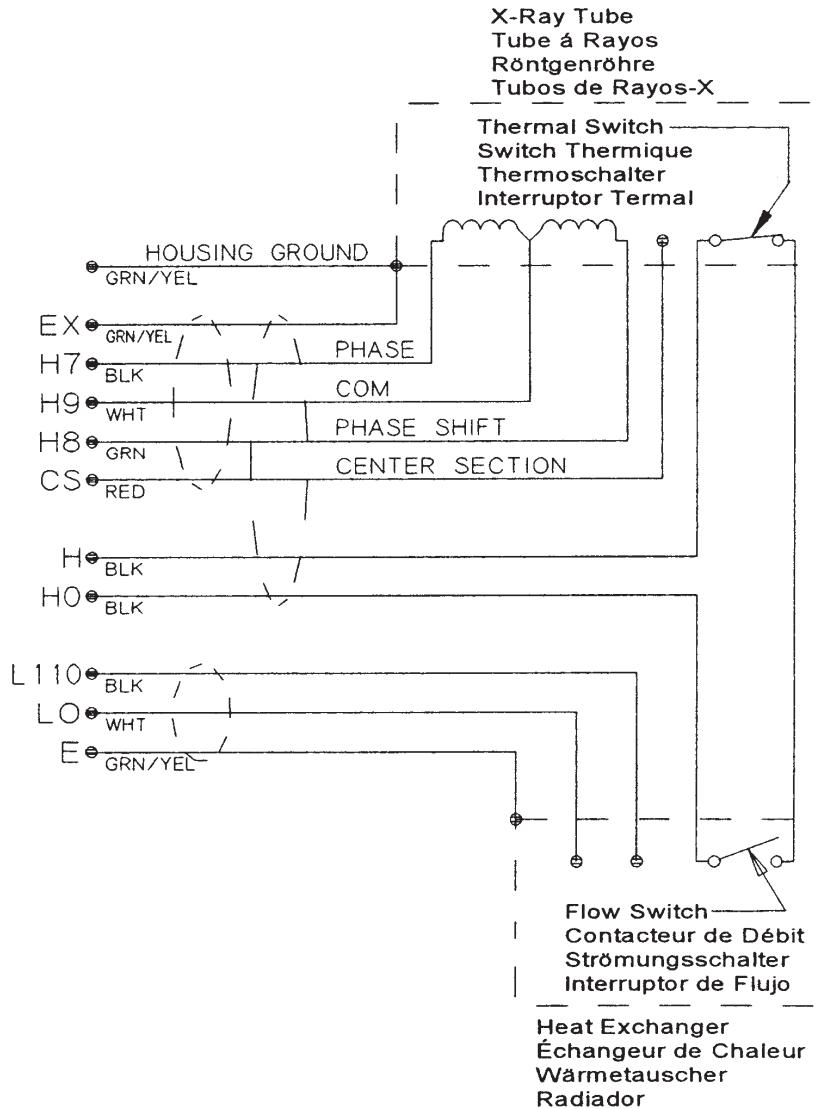 X-Ray Tube
Tube á Rayos
Röntgenröhre
Tubos de Rayos-X
Thermal Switch
Switch Thermique
Thermoschalter
Interruptor Termal
HOUSING GROUND
GRN/YEL
EX
GRN/YEL
H7
BLK
PHASE
H9
WHT
COM
H8
GRN
PHASE SHIFT
CS
RED
CENTER SECTION
H
BLK
H0
BLK
L110
BLK
LO
WHT
E
GRN/YEL
Flow Switch
Contacteur de Débit
Strömungsschalter
Interruptor de Flujo
Heat Exchanger
Échangeur de Chaleur
Wärmetauscher
Radiador